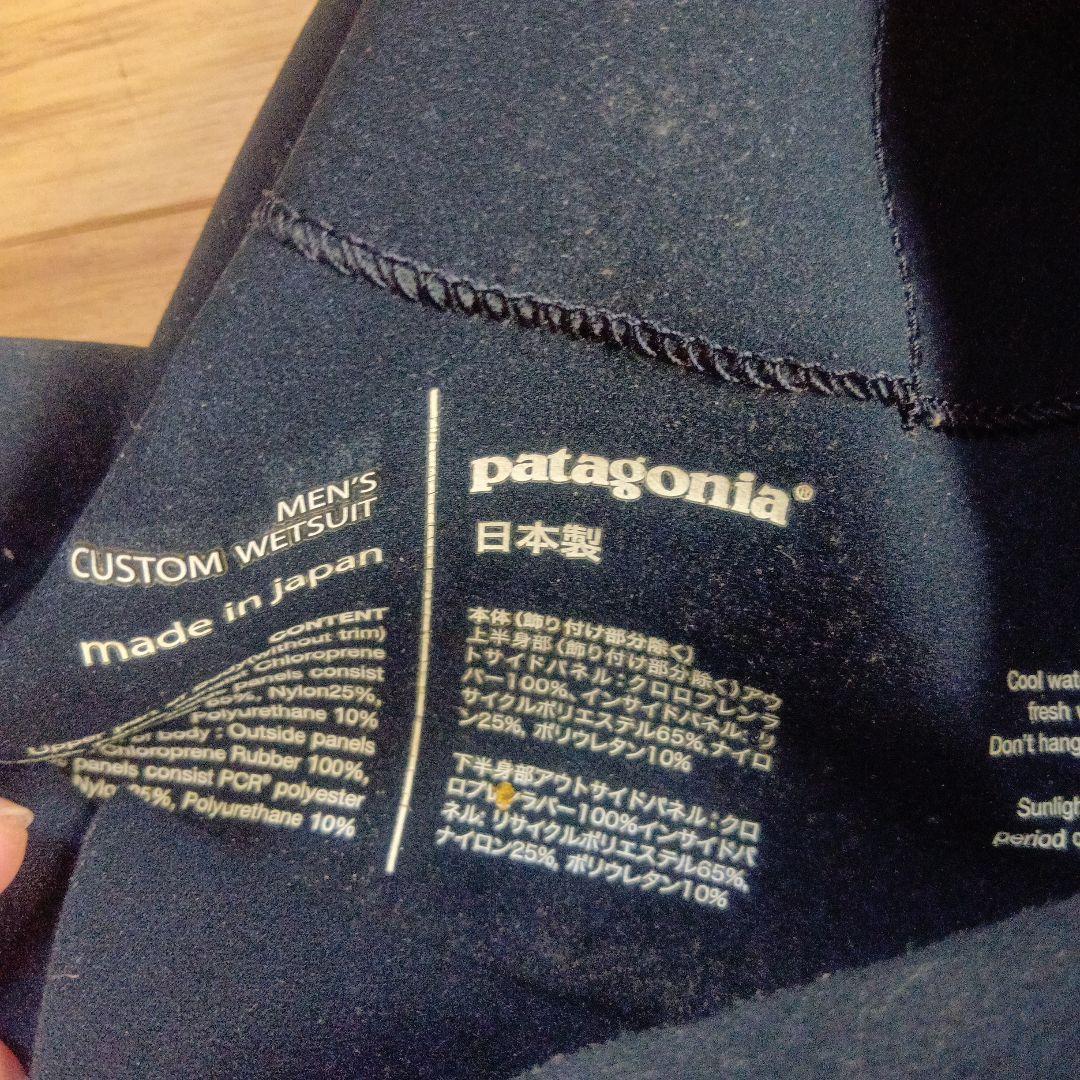 MEN'S
CUSTOM WETSUIT
made in japan
CONTENT
without trim)
Chloroprene
panels consist
Nylon25%,
Polyurethane 10%
body : Outside panels
Chloroprene Rubber 100%,
panels consist PCR® polyester
Polyurethane 10%
patagonia®
日本製
本体(飾り付け部分除く)
上半身部(飾り付け部分除く)アウ
トサイドパネル:クロロプレンラ
バー100%、インサイドパネル:リ
サイクルポリエステル65%、ナイロ
ン25%、ポリウレタン10%
下半身部アウトサイドパネル:クロ
ロプレンラバー100%インサイドパ
ネル:リサイクルポリエステル65%、
ナイロン25%、ポリウレタン10%
Cool wat
fresh
Don't hang
Sunligh
period